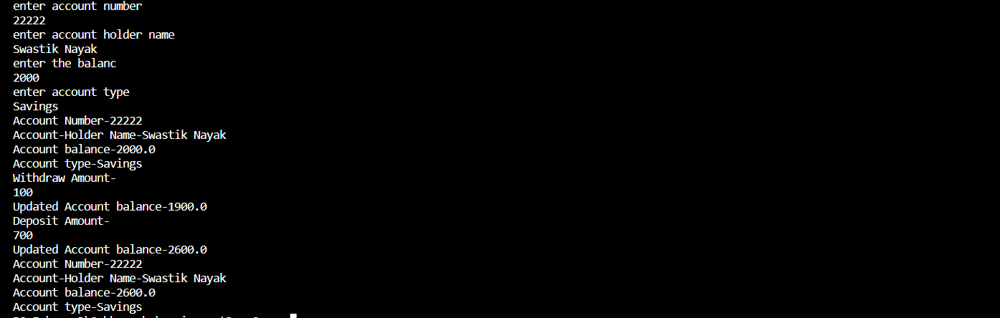 enter account number
22222
enter account holder name
Swastik Nayak
enter the balanc
2000
enter account type
Savings
Account Number-22222
Account-Holder Name-Swastik Nayak
Account balance-2000.0
Account type-Savings
Withdraw Amount-
100
Updated Account balance-1900.0
Deposit Amount-
700
Updated Account balance-2600.0
Account Number-22222
Account-Holder Name-Swastik Nayak
Account balance-2600.0
Account type-Savings